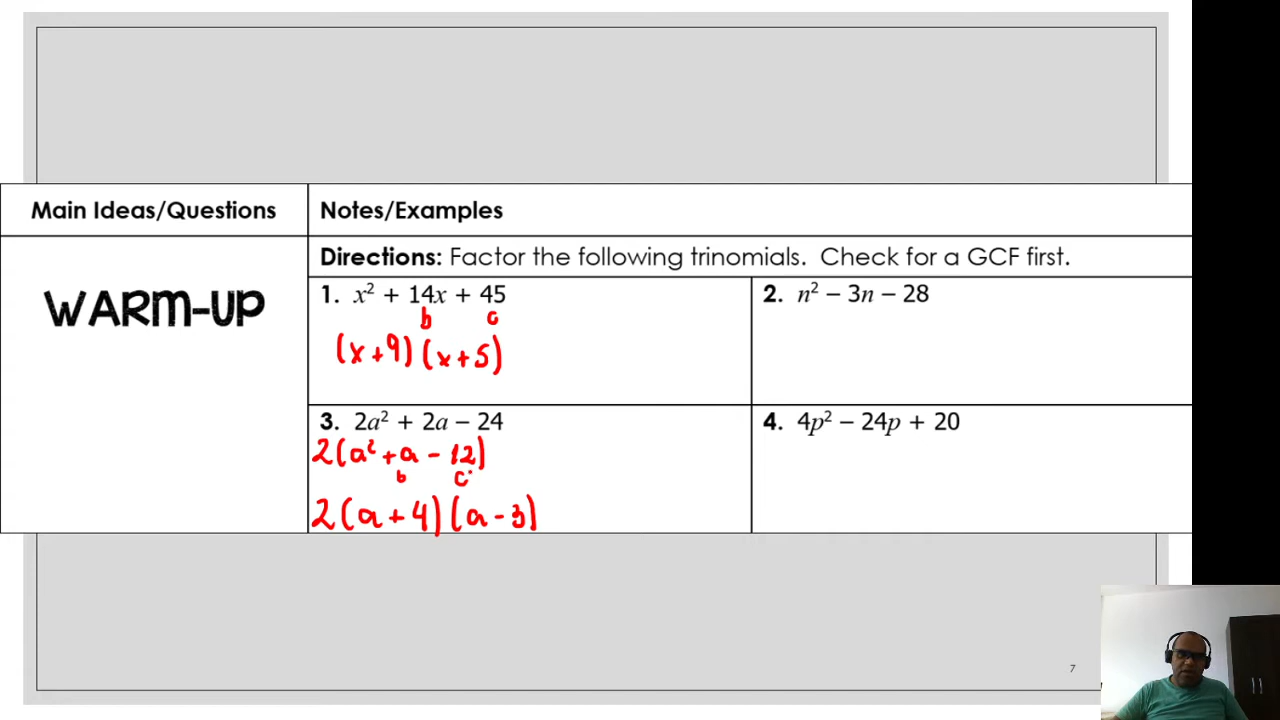 Main Ideas/Questions
Notes/Examples
WARM-UP
Directions: Factor the following trinomials. Check for a GCF first.
1. x² + 14x + 45
b c
(x+9)(x+5)
2. n² − 3n − 28
3. 2a² + 2a − 24
2(a² + a − 12)
b c
2(a+4)(a−3)
4. 4p² − 24p + 20
7